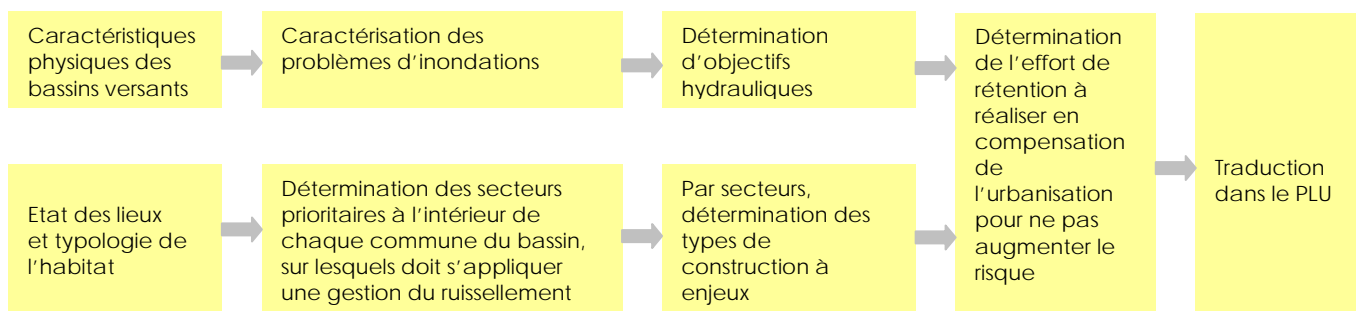 Caractéristiques
physiques des
bassins versants
Caractérisation des
problèmes d’inondations
Détermination
d’objectifs
hydrauliques
Etat des lieux
et typologie de
l’habitat
Détermination des secteurs
prioritaires à l’intérieur de
chaque commune du bassin,
sur lesquels doit s’appliquer
une gestion du ruissellement
Par secteurs,
détermination des
types de
construction à
enjeux
Détermination
de l’effort de
rétention à
réaliser en
compensation
de
l’urbanisation
pour ne pas
augmenter le
risque
Traduction
dans le PLU